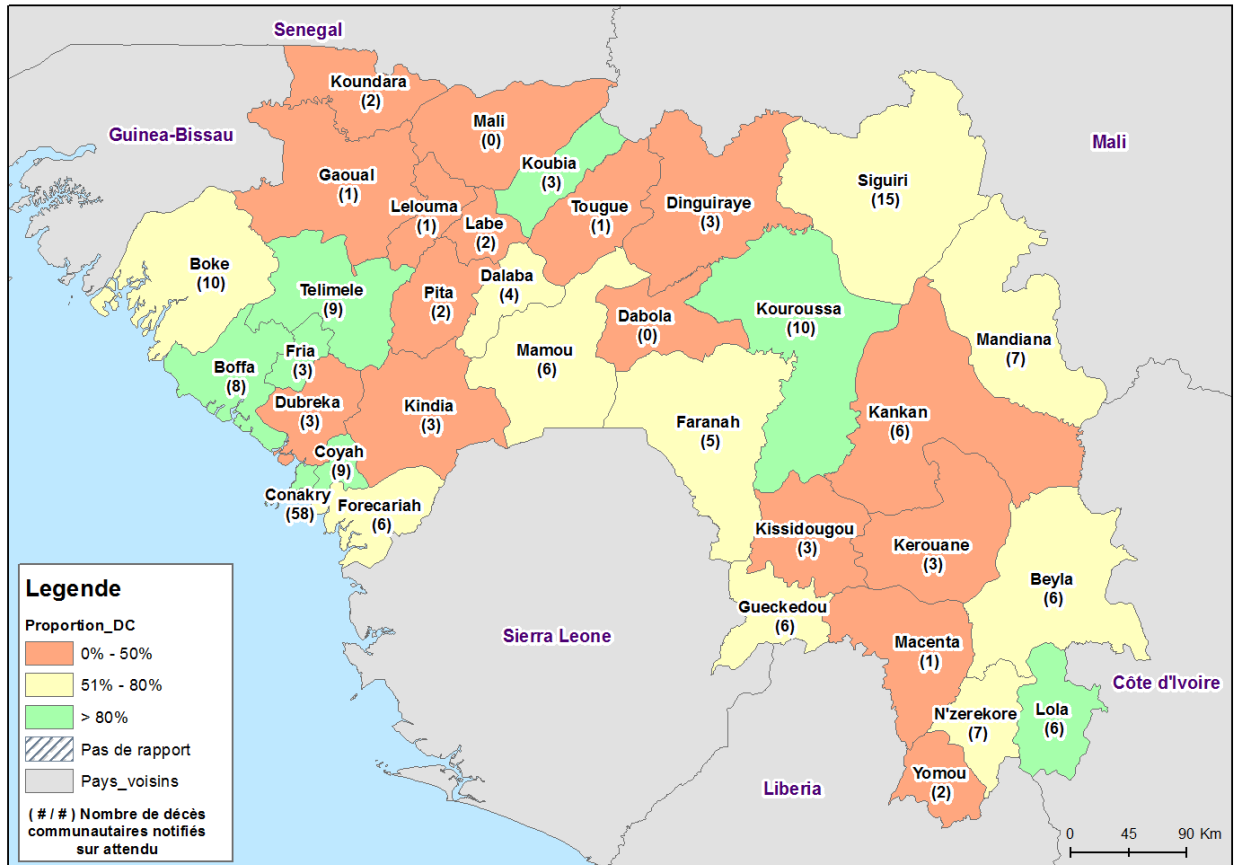 Senegal
Koundara
(2)
Mali
(0)
Guinea-Bissau
Mali
Koubia
(3)
Gaoual
(1)
Siguiri
(15)
Lelouma
(1)
Tougue
(1)
Dinguiraye
(3)
Labe
(2)
Boke
(10)
Dalaba
(4)
Telimele
(9)
Pita
(2)
Kouroussa
(10)
Dabola
(0)
Mandiana
(7)
Fria
(3)
Mamou
(6)
Boffa
(8)
Dubreka
(3)
Kindia
(3)
Kankan
(6)
Faranah
(5)
Coyah
(9)
Conakry
(58)
Forecariah
(6)
Kissidougou
(3)
Kerouane
(3)
Beyla
(6)
Gueckedou
(6)
Sierra Leone
Macenta
(1)
Côte d'Ivoire
N'zerekore
(7)
Lola
(6)
Yomou
(2)
Liberia
Legende
Proportion_DC
0% - 50%
51% - 80%
> 80%
Pas de rapport
Pays_voisins
( # / # ) Nombre de décès
communautaires notifiés
sur attendu
0 45 90 Km